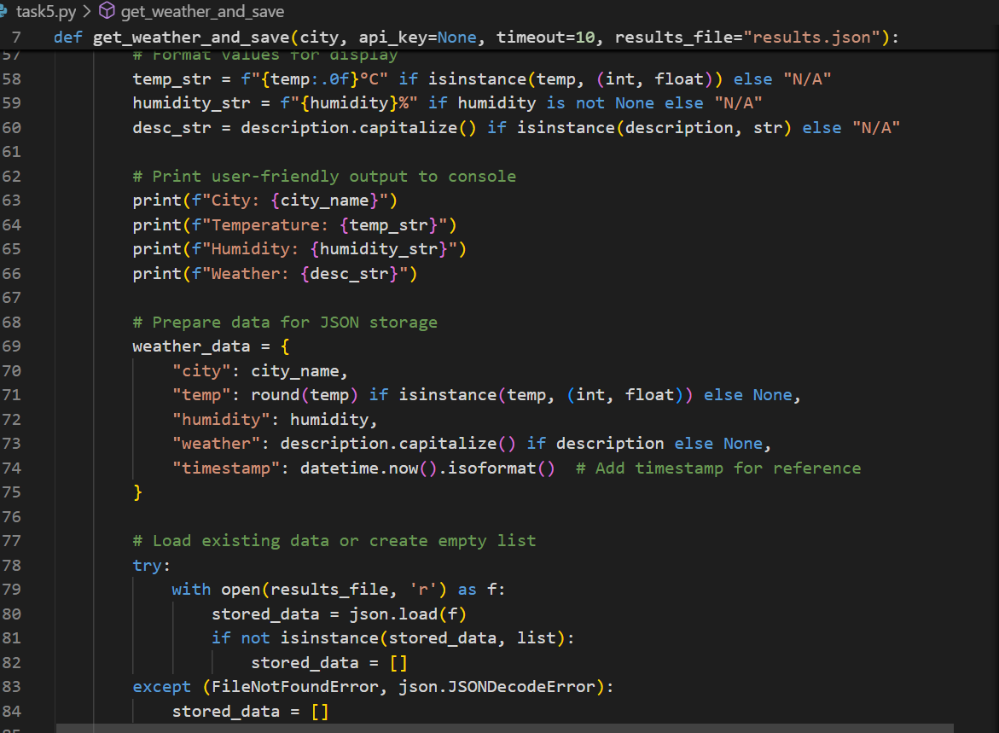 task5.py > get_weather_and_save
7 def get_weather_and_save(city, api_key=None, timeout=10, results_file="results.json"):
57 # Format values for display
58 temp_str = f"{temp:.0f}°C" if isinstance(temp, (int, float)) else "N/A"
59 humidity_str = f"{humidity}%" if humidity is not None else "N/A"
60 desc_str = description.capitalize() if isinstance(description, str) else "N/A"
61
62 # Print user-friendly output to console
63 print(f"City: {city_name}")
64 print(f"Temperature: {temp_str}")
65 print(f"Humidity: {humidity_str}")
66 print(f"Weather: {desc_str}")
67
68 # Prepare data for JSON storage
69 weather_data = {
70 "city": city_name,
71 "temp": round(temp) if isinstance(temp, (int, float)) else None,
72 "humidity": humidity,
73 "weather": description.capitalize() if description else None,
74 "timestamp": datetime.now().isoformat()  # Add timestamp for reference
75 }
76
77 # Load existing data or create empty list
78 try:
79 with open(results_file, 'r') as f:
80 stored_data = json.load(f)
81 if not isinstance(stored_data, list):
82 stored_data = []
83 except (FileNotFoundError, json.JSONDecodeError):
84 stored_data = []